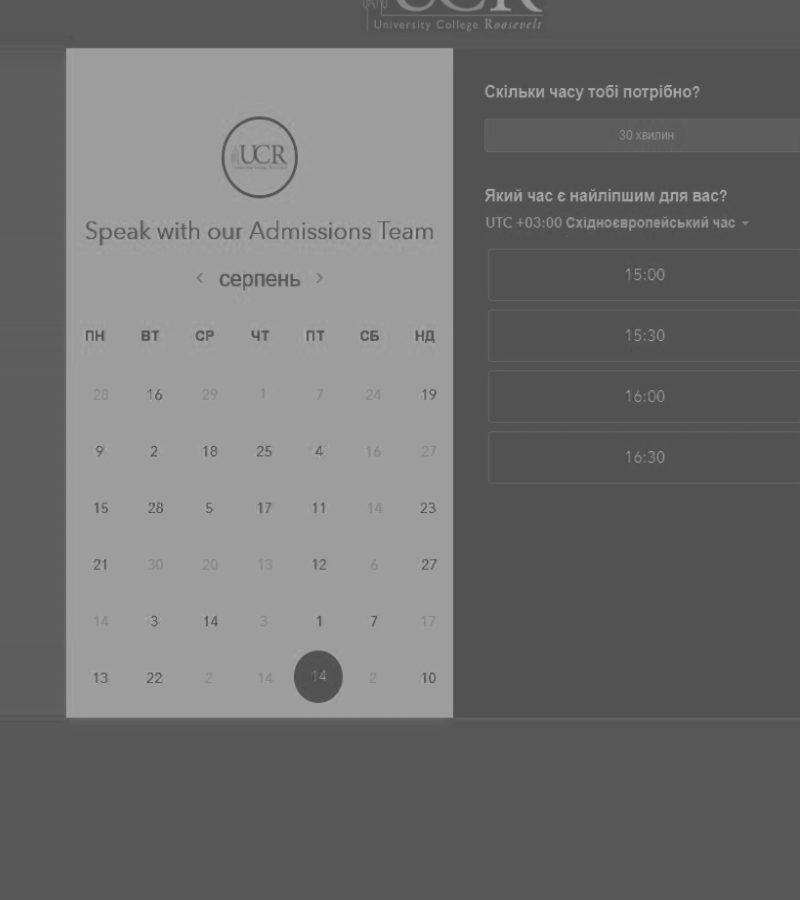 UCR
University College Roosevelt
UCR
Speak with our Admissions Team
‹ серпень ›
ПН ВТ СР ЧТ ПТ СБ НД
28 16 29 1 7 24 19
9 2 18 25 4 16 27
15 28 5 17 11 14 23
21 30 20 13 12 6 27
14 3 14 3 1 7 17
13 22 2 14 14 2 10
Скільки часу тобі потрібно?
30 хвилин
Який час є найліпшим для вас?
UTC +03:00 Східноєвропейський час
15:00
15:30
16:00
16:30